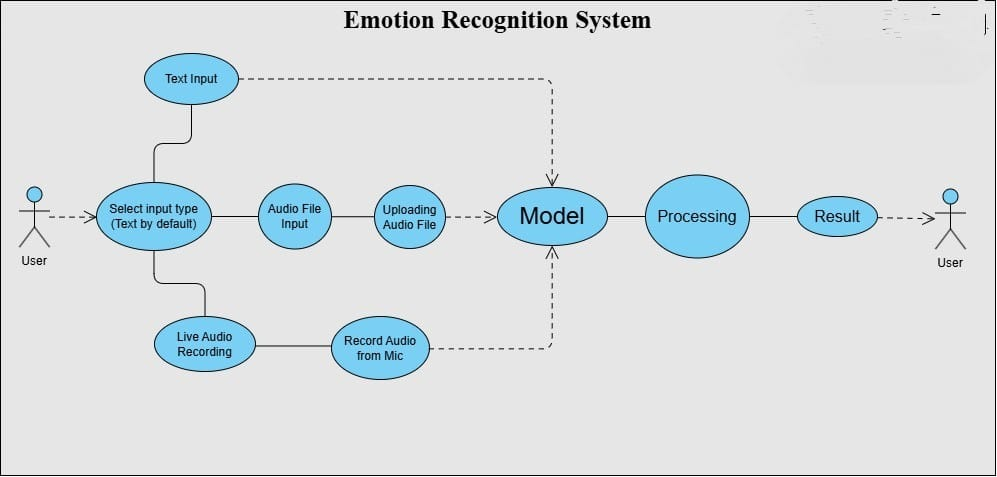 Emotion Recognition System
Text Input
User
Select input type
(Text by default)
Audio File
Input
Uploading
Audio File
Model
Processing
Result
User
Live Audio
Recording
Record Audio
from Mic